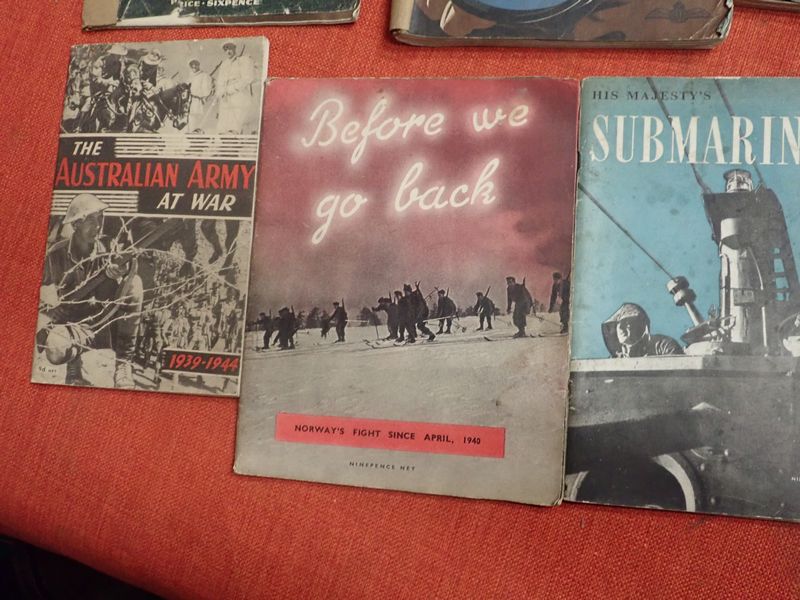 PRICE · SIXPENCE
THE
AUSTRALIAN ARMY
AT WAR
1939-1944
Before we
go back
NORWAY'S FIGHT SINCE APRIL, 1940
NINEPENCE NET
HIS MAJESTY'S
SUBMARIN